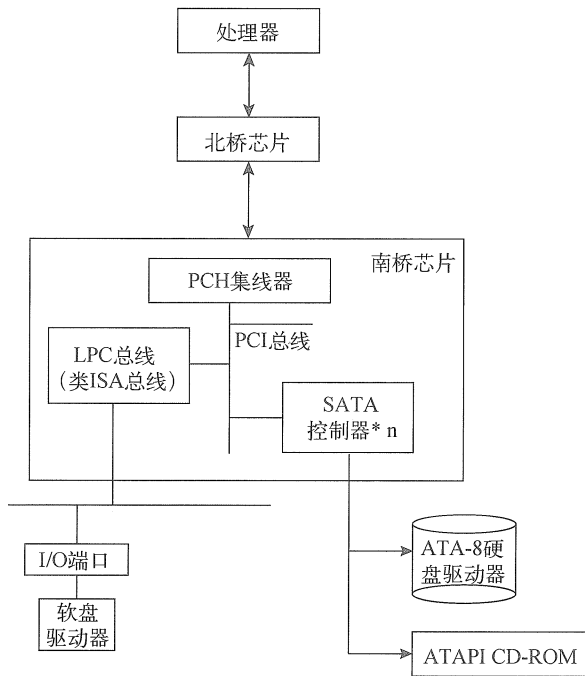 处理器
北桥芯片
南桥芯片
PCH集线器
PCI总线
LPC总线
（类ISA总线）
SATA
控制器* n
I/O端口
软盘
驱动器
ATA-8硬
盘驱动器
ATAPI CD-ROM